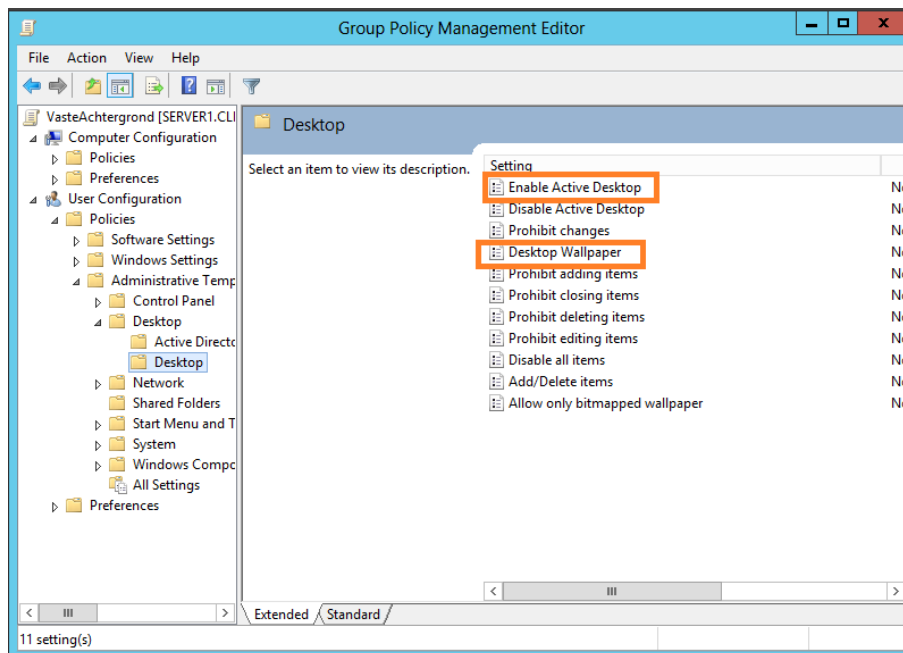 Group Policy Management Editor
File Action View Help
VasteAchtergrond [SERVER1.CLI
Computer Configuration
Policies
Preferences
User Configuration
Policies
Software Settings
Windows Settings
Administrative Temp
Control Panel
Desktop
Active Directo
Desktop
Network
Shared Folders
Start Menu and T
System
Windows Compo
All Settings
Preferences
Desktop
Select an item to view its description.
Setting
Enable Active Desktop
Disable Active Desktop
Prohibit changes
Desktop Wallpaper
Prohibit adding items
Prohibit closing items
Prohibit deleting items
Prohibit editing items
Disable all items
Add/Delete items
Allow only bitmapped wallpaper
Extended Standard
11 setting(s)